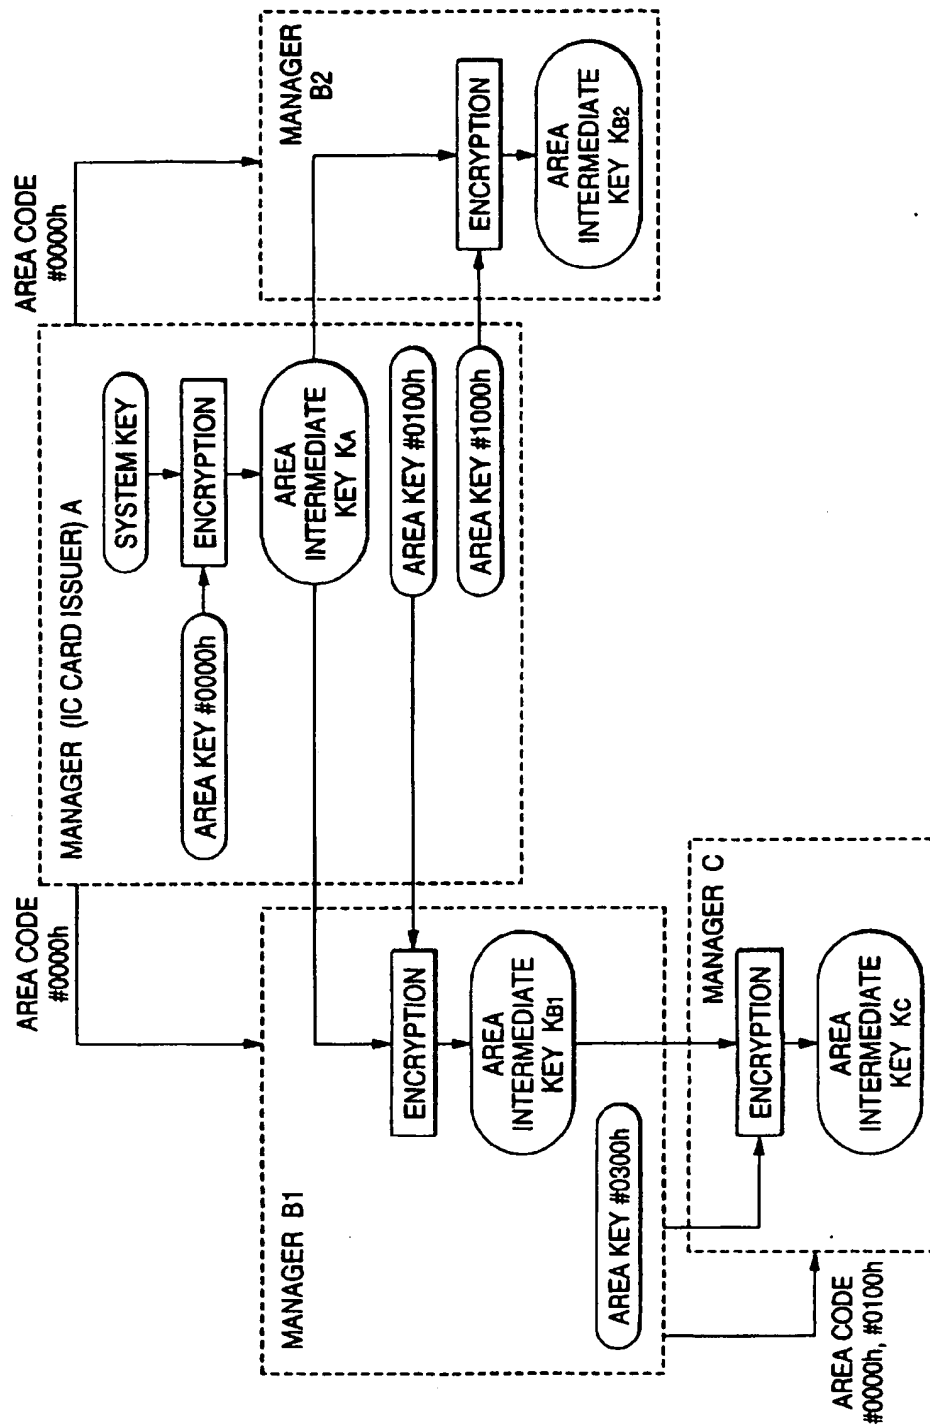 AREA CODE
#0000h
AREA CODE
#0000h
MANAGER (IC CARD ISSUER) A
SYSTEM KEY
AREA KEY #0000h
ENCRYPTION
AREA
INTERMEDIATE
KEY KA
AREA KEY #0100h
AREA KEY #1000h
MANAGER B1
ENCRYPTION
AREA
INTERMEDIATE
KEY KB1
AREA KEY #0300h
MANAGER
B2
ENCRYPTION
AREA
INTERMEDIATE
KEY KB2
AREA CODE
#0000h, #0100h
MANAGER C
ENCRYPTION
AREA
INTERMEDIATE
KEY KC